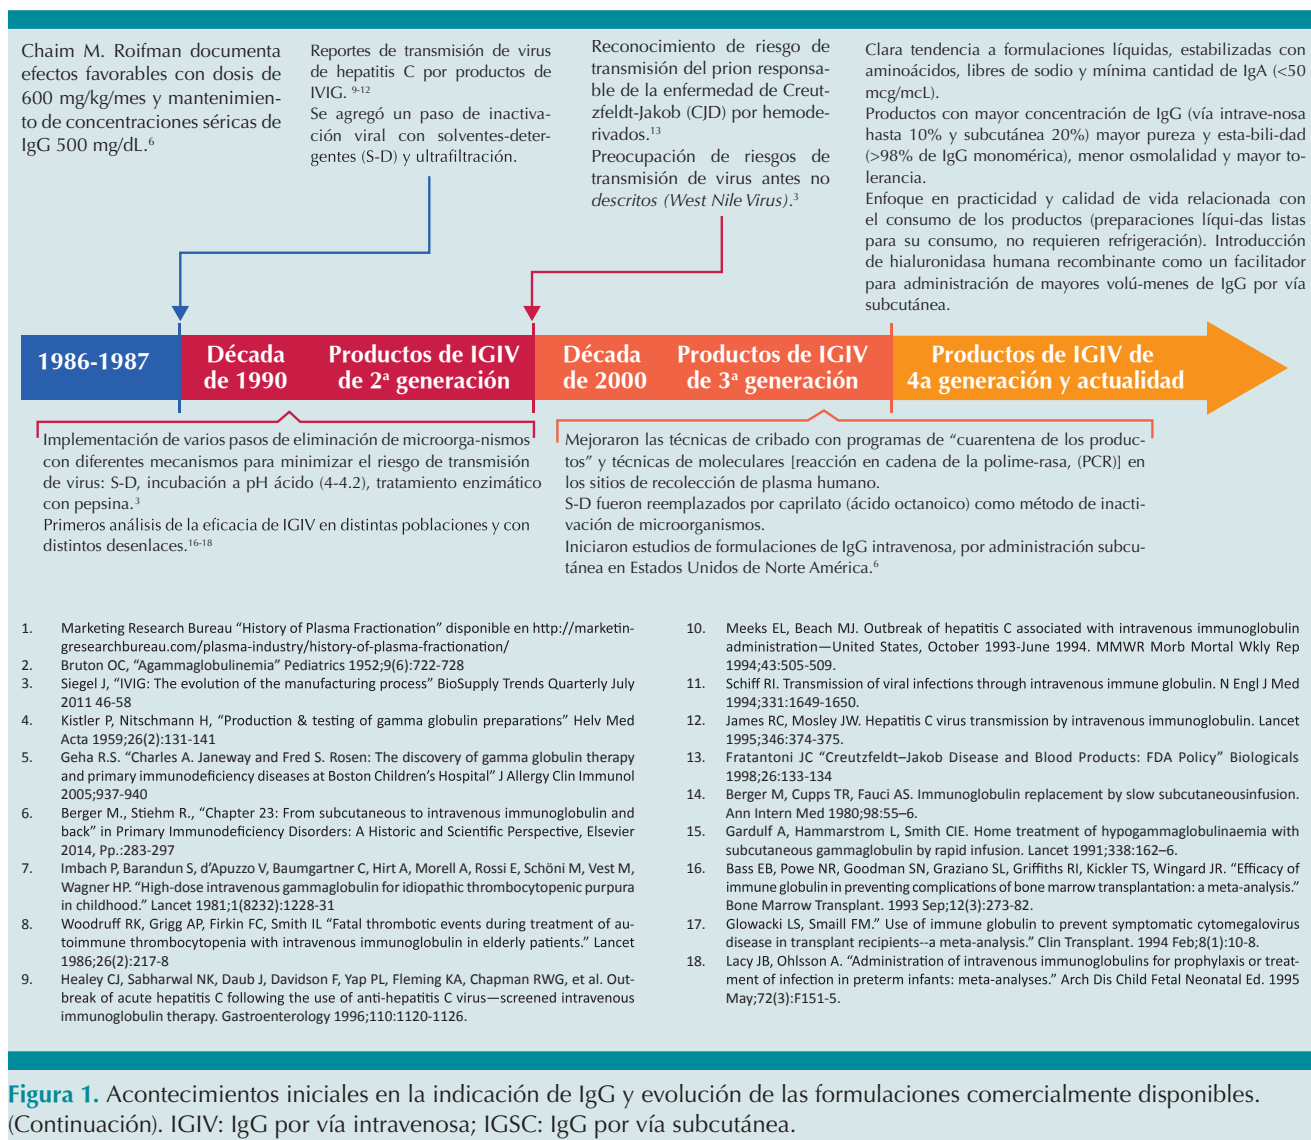 Chaim M. Roifman documenta
efectos favorables con dosis de
600 mg/kg/mes y mantenimien-
to de concentraciones séricas de
IgG 500 mg/dL.6
Reportes de transmisión de virus
de hepatitis C por productos de
IVIG. 9-12
Se agregó un paso de inactiva-
ción viral con solventes-deter-
gentes (S-D) y ultrafiltración.
Reconocimiento de riesgo de
transmisión del prion responsa-
ble de la enfermedad de Creut-
zfeldt-Jakob (CJD) por hemode-
rivados.13
Preocupación de riesgos de
transmisión de virus antes no
descritos (West Nile Virus).3
Clara tendencia a formulaciones líquidas, estabilizadas con
aminoácidos, libres de sodio y mínima cantidad de IgA (<50
mcg/mcL).
Productos con mayor concentración de IgG (vía intrave-nosa
hasta 10% y subcutánea 20%) mayor pureza y esta-bili-dad
(>98% de IgG monomérica), menor osmolalidad y mayor to-
lerancia.
Enfoque en practicidad y calidad de vida relacionada con
el consumo de los productos (preparaciones líqui-das listas
para su consumo, no requieren refrigeración). Introducción
de hialuronidasa humana recombinante como un facilitador
para administración de mayores volú-menes de IgG por vía
subcutánea.
1986-1987
Década
de 1990
Productos de IGIV
de 2ª generación
Década
de 2000
Productos de IGIV
de 3ª generación
Productos de IGIV de
4a generación y actualidad
Implementación de varios pasos de eliminación de microorga-nismos
con diferentes mecanismos para minimizar el riesgo de transmisión
de virus: S-D, incubación a pH ácido (4-4.2), tratamiento enzimático
con pepsina.3
Primeros análisis de la eficacia de IGIV en distintas poblaciones y con
distintos desenlaces.16-18
Mejoraron las técnicas de cribado con programas de “cuarentena de los produc-
tos” y técnicas de moleculares [reacción en cadena de la polime-rasa, (PCR)] en
los sitios de recolección de plasma humano.
S-D fueron reemplazados por caprilato (ácido octanoico) como método de inacti-
vación de microorganismos.
Iniciaron estudios de formulaciones de IgG intravenosa, por administración subcu-
tánea en Estados Unidos de Norte América.6
1. Marketing Research Bureau “History of Plasma Fractionation” disponible en http://marketin-
gresearchbureau.com/plasma-industry/history-of-plasma-fractionation/
2. Bruton OC, “Agammaglobulinemia” Pediatrics 1952;9(6):722-728
3. Siegel J, “IVIG: The evolution of the manufacturing process” BioSupply Trends Quarterly July
2011 46-58
4. Kistler P, Nitschmann H, “Production & testing of gamma globulin preparations” Helv Med
Acta 1959;26(2):131-141
5. Geha R.S. “Charles A. Janeway and Fred S. Rosen: The discovery of gamma globulin therapy
and primary immunodeficiency diseases at Boston Children’s Hospital” J Allergy Clin Immunol
2005;937-940
6. Berger M., Stiehm R., “Chapter 23: From subcutaneous to intravenous immunoglobulin and
back” in Primary Immunodeficiency Disorders: A Historic and Scientific Perspective, Elsevier
2014, Pp.:283-297
7. Imbach P, Barandun S, d’Apuzzo V, Baumgartner C, Hirt A, Morell A, Rossi E, Schöni M, Vest M,
Wagner HP. “High-dose intravenous gammaglobulin for idiopathic thrombocytopenic purpura
in childhood.” Lancet 1981;1(8232):1228-31
8. Woodruff RK, Grigg AP, Firkin FC, Smith IL “Fatal thrombotic events during treatment of au-
toimmune thrombocytopenia with intravenous immunoglobulin in elderly patients.” Lancet
1986;26(2):217-8
9. Healey CJ, Sabharwal NK, Daub J, Davidson F, Yap PL, Fleming KA, Chapman RWG, et al. Out-
break of acute hepatitis C following the use of anti-hepatitis C virus—screened intravenous
immunoglobulin therapy. Gastroenterology 1996;110:1120-1126.
10. Meeks EL, Beach MJ. Outbreak of hepatitis C associated with intravenous immunoglobulin
administration—United States, October 1993-June 1994. MMWR Morb Mortal Wkly Rep
1994;43:505-509.
11. Schiff RI. Transmission of viral infections through intravenous immune globulin. N Engl J Med
1994;331:1649-1650.
12. James RC, Mosley JW. Hepatitis C virus transmission by intravenous immunoglobulin. Lancet
1995;346:374-375.
13. Fratantoni JC “Creutzfeldt–Jakob Disease and Blood Products: FDA Policy” Biologicals
1998;26:133-134
14. Berger M, Cupps TR, Fauci AS. Immunoglobulin replacement by slow subcutaneousinfusion.
Ann Intern Med 1980;98:55–6.
15. Gardulf A, Hammarstrom L, Smith CIE. Home treatment of hypogammaglobulinaemia with
subcutaneous gammaglobulin by rapid infusion. Lancet 1991;338:162–6.
16. Bass EB, Powe NR, Goodman SN, Graziano SL, Griffiths RI, Kickler TS, Wingard JR. “Efficacy of
immune globulin in preventing complications of bone marrow transplantation: a meta-analysis.”
Bone Marrow Transplant. 1993 Sep;12(3):273-82.
17. Glowacki LS, Smaill FM.” Use of immune globulin to prevent symptomatic cytomegalovirus
disease in transplant recipients--a meta-analysis.” Clin Transplant. 1994 Feb;8(1):10-8.
18. Lacy JB, Ohlsson A. “Administration of intravenous immunoglobulins for prophylaxis or treat-
ment of infection in preterm infants: meta-analyses.” Arch Dis Child Fetal Neonatal Ed. 1995
May;72(3):F151-5.
Figura 1. Acontecimientos iniciales en la indicación de IgG y evolución de las formulaciones comercialmente disponibles.
(Continuación). IGIV: IgG por vía intravenosa; IGSC: IgG por vía subcutánea.